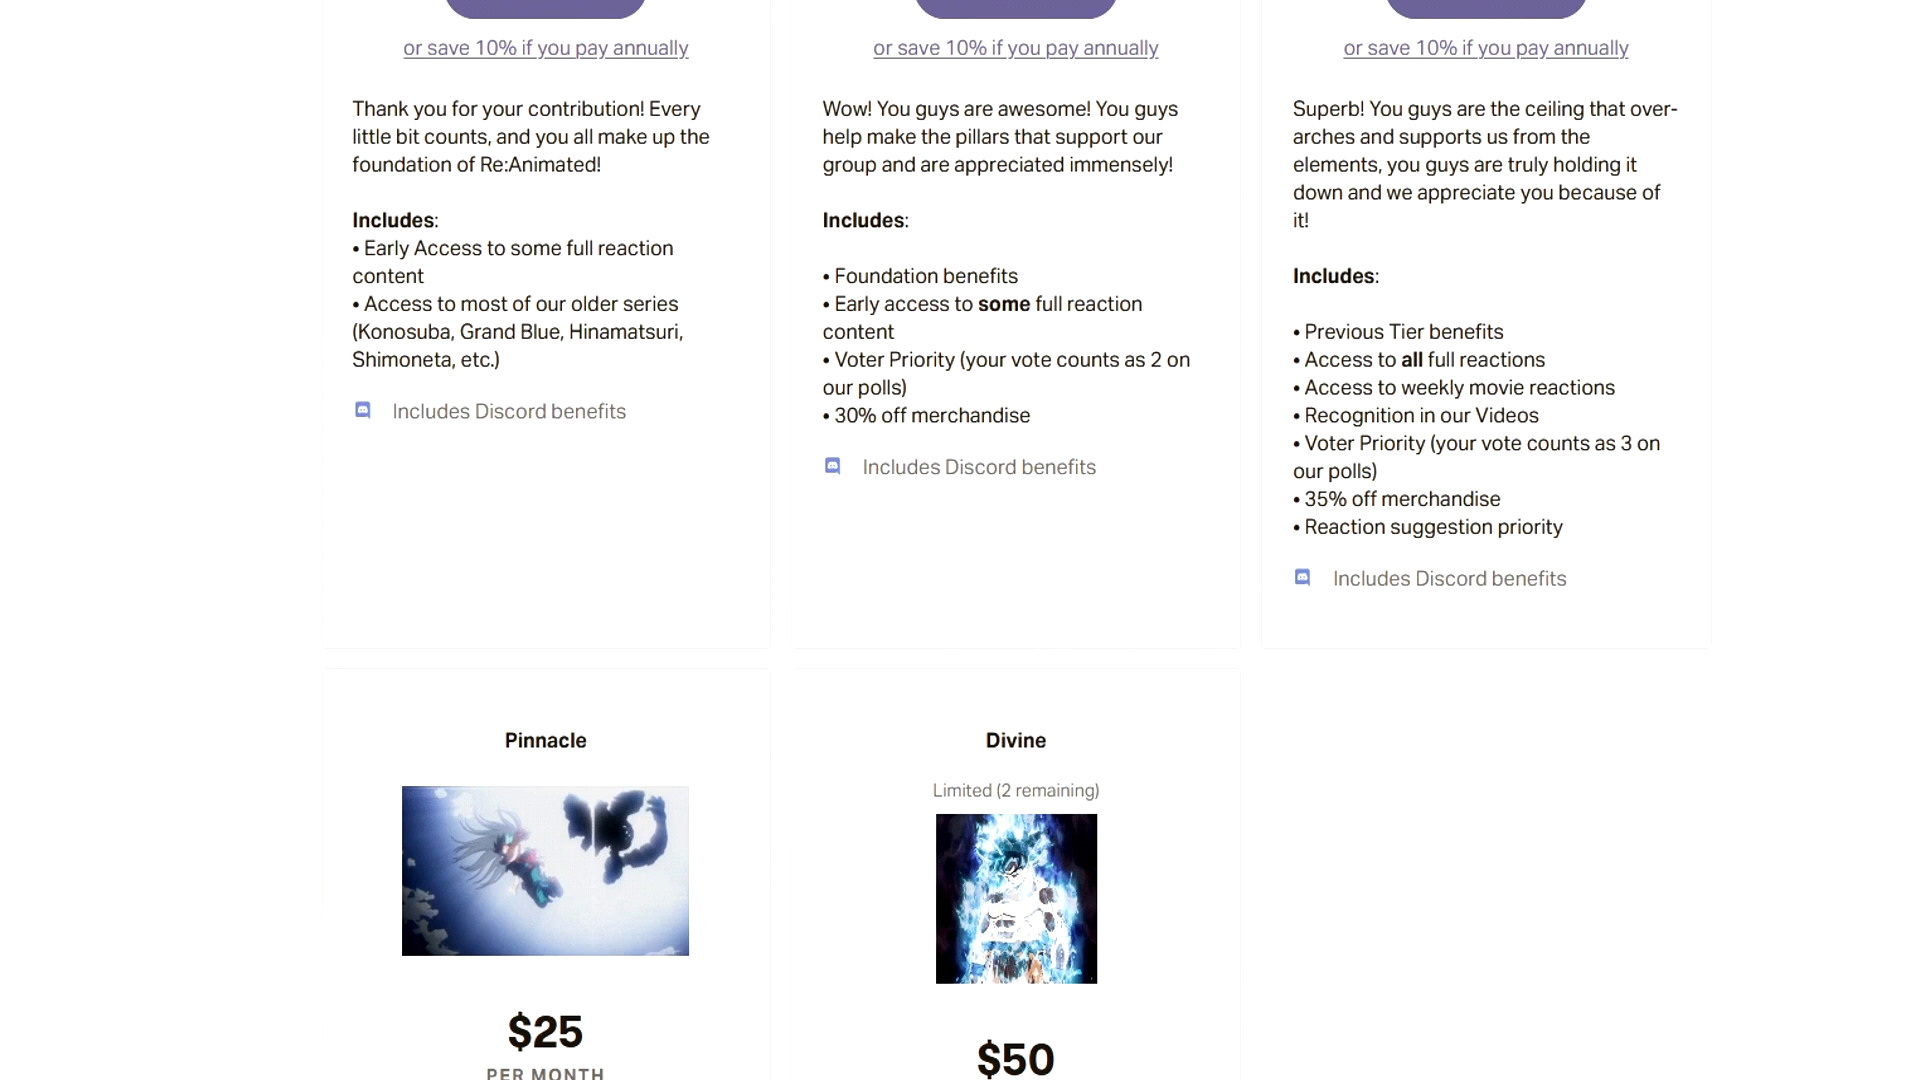 or save 10% if you pay annually
Thank you for your contribution! Every
little bit counts, and you all make up the
foundation of Re:Animated!
Includes:
• Early Access to some full reaction
content
• Access to most of our older series
(Konosuba, Grand Blue, Hinamatsuri,
Shimoneta, etc.)
Includes Discord benefits
or save 10% if you pay annually
Wow! You guys are awesome! You guys
help make the pillars that support our
group and are appreciated immensely!
Includes:
• Foundation benefits
• Early access to some full reaction
content
• Voter Priority (your vote counts as 2 on
our polls)
• 30% off merchandise
Includes Discord benefits
or save 10% if you pay annually
Superb! You guys are the ceiling that over-
arches and supports us from the
elements, you guys are truly holding it
down and we appreciate you because of
it!
Includes:
• Previous Tier benefits
• Access to all full reactions
• Access to weekly movie reactions
• Recognition in our Videos
• Voter Priority (your vote counts as 3 on
our polls)
• 35% off merchandise
• Reaction suggestion priority
Includes Discord benefits
Pinnacle
$25
PER MONTH
Divine
Limited (2 remaining)
$50